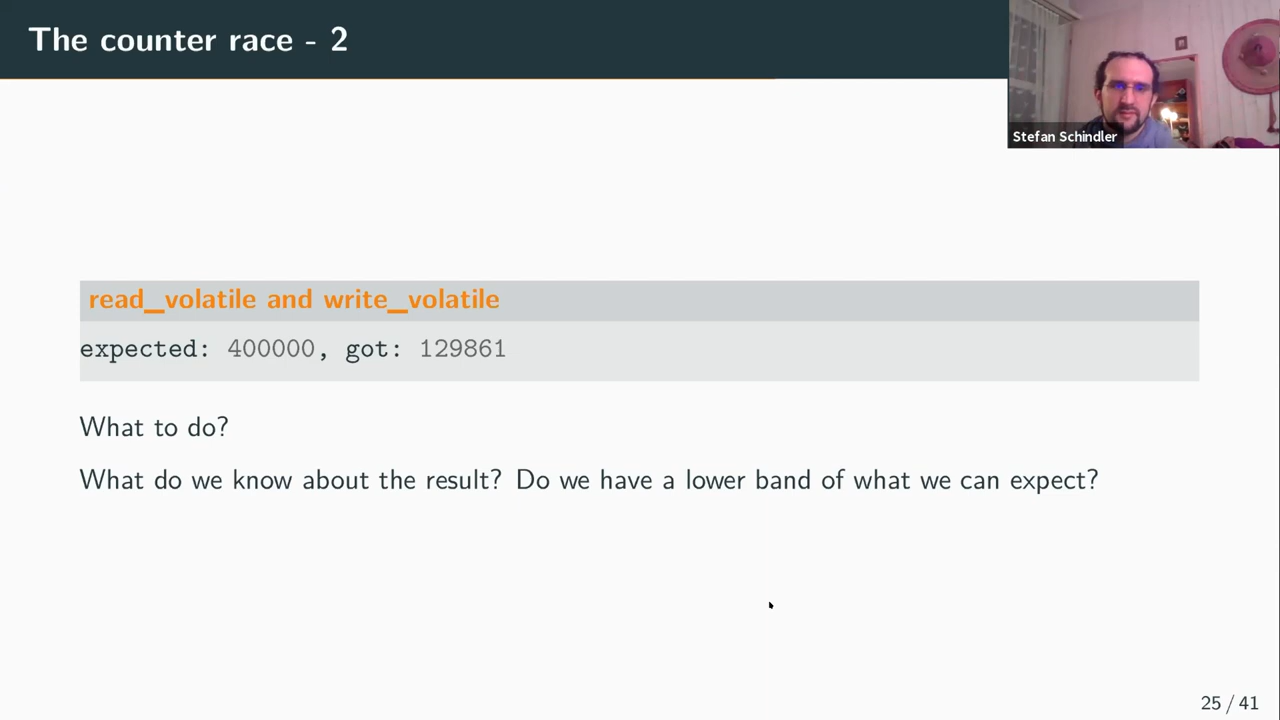 The counter race - 2
Stefan Schindler
read_volatile and write_volatile
expected: 400000, got: 129861
What to do?
What do we know about the result? Do we have a lower band of what we can expect?
25 / 41